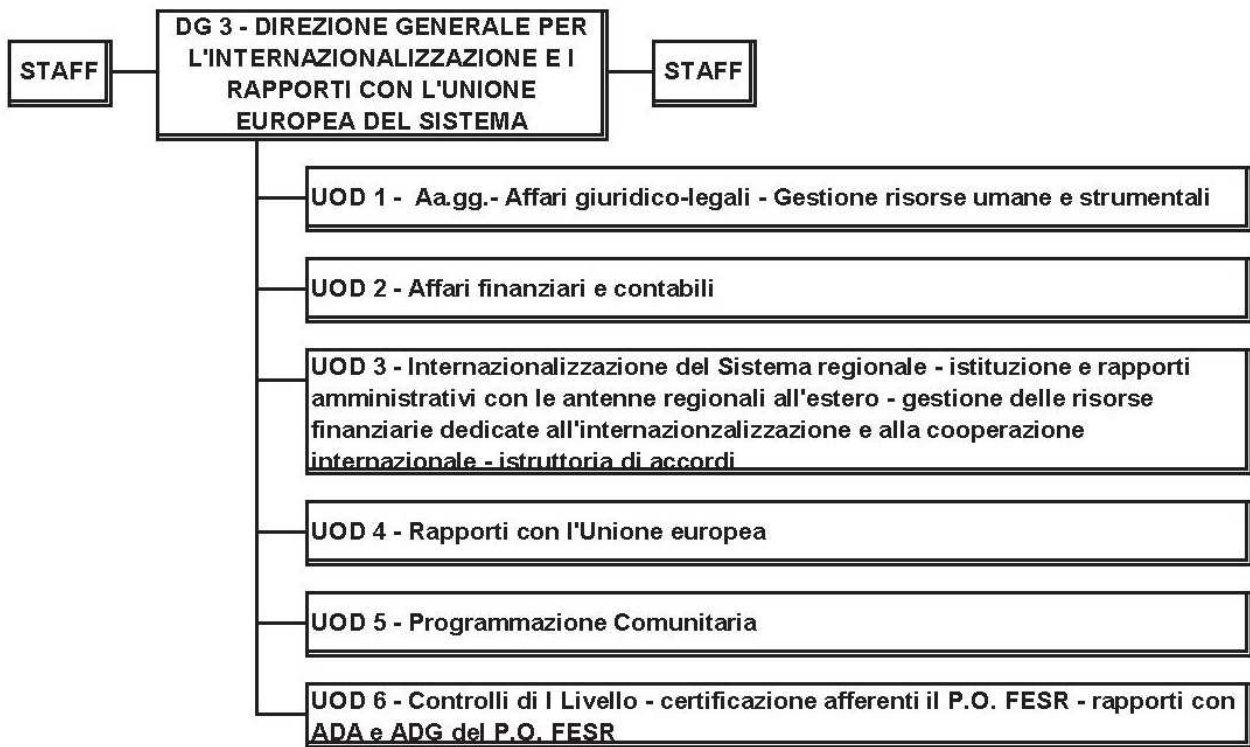 DG 3 - DIREZIONE GENERALE PER
L'INTERNAZIONALIZZAZIONE E I
RAPPORTI CON L'UNIONE
EUROPEA DEL SISTEMA
STAFF
STAFF
UOD 1 - Aa.gg.- Affari giuridico-legali - Gestione risorse umane e strumentali
UOD 2 - Affari finanziari e contabili
UOD 3 - Internazionalizzazione del Sistema regionale - istituzione e rapporti
amministrativi con le antenne regionali all'estero - gestione delle risorse
finanziarie dedicate all'internazionzalizzazione e alla cooperazione
internazionale - istruttoria di accordi
UOD 4 - Rapporti con l'Unione europea
UOD 5 - Programmazione Comunitaria
UOD 6 - Controlli di I Livello - certificazione afferenti il P.O. FESR - rapporti con
ADA e ADG del P.O. FESR